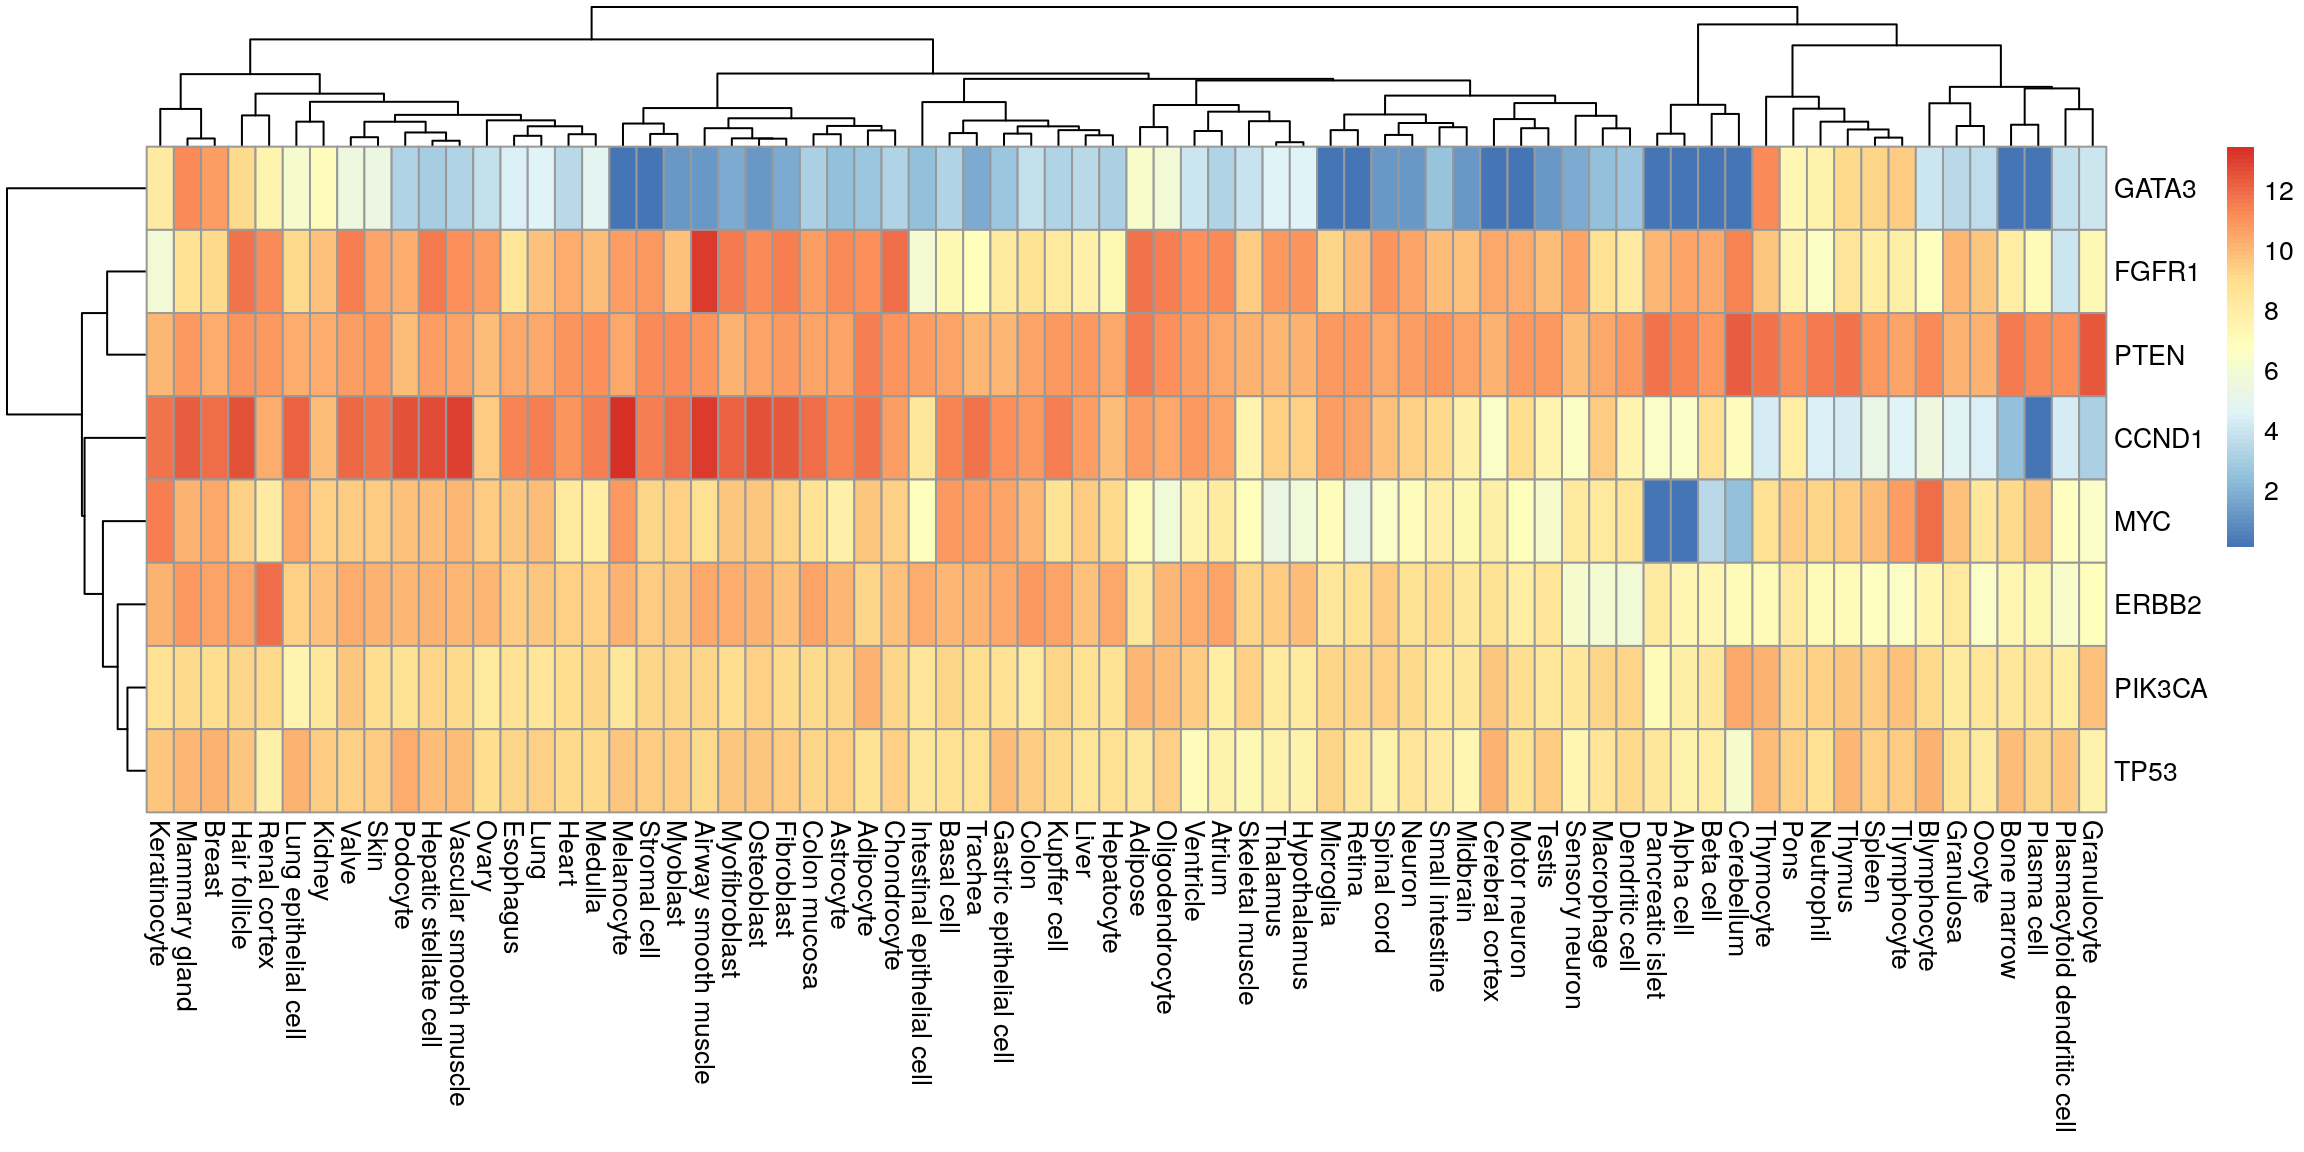 GATA3
FGFR1
PTEN
CCND1
MYC
ERBB2
PIK3CA
TP53
12
10
8
6
4
2
Keratinocyte
Mammary gland
Breast
Hair follicle
Renal cortex
Lung epithelial cell
Kidney
Valve
Skin
Podocyte
Hepatic stellate cell
Vascular smooth muscle
Ovary
Esophagus
Lung
Heart
Medulla
Melanocyte
Stromal cell
Myoblast
Airway smooth muscle
Myofibroblast
Osteoblast
Fibroblast
Colon mucosa
Astrocyte
Adipocyte
Chondrocyte
Intestinal epithelial cell
Basal cell
Trachea
Gastric epithelial cell
Colon
Kupffer cell
Liver
Hepatocyte
Adipose
Oligodendrocyte
Ventricle
Atrium
Skeletal muscle
Thalamus
Hypothalamus
Microglia
Retina
Spinal cord
Neuron
Small intestine
Midbrain
Cerebral cortex
Motor neuron
Testis
Sensory neuron
Macrophage
Dendritic cell
Pancreatic islet
Alpha cell
Beta cell
Cerebellum
Thymocyte
Pons
Neutrophil
Thymus
Spleen
Tlymphocyte
Blymphocyte
Granulosa
Oocyte
Bone marrow
Plasma cell
Plasmacytoid dendritic cell
Granulocyte